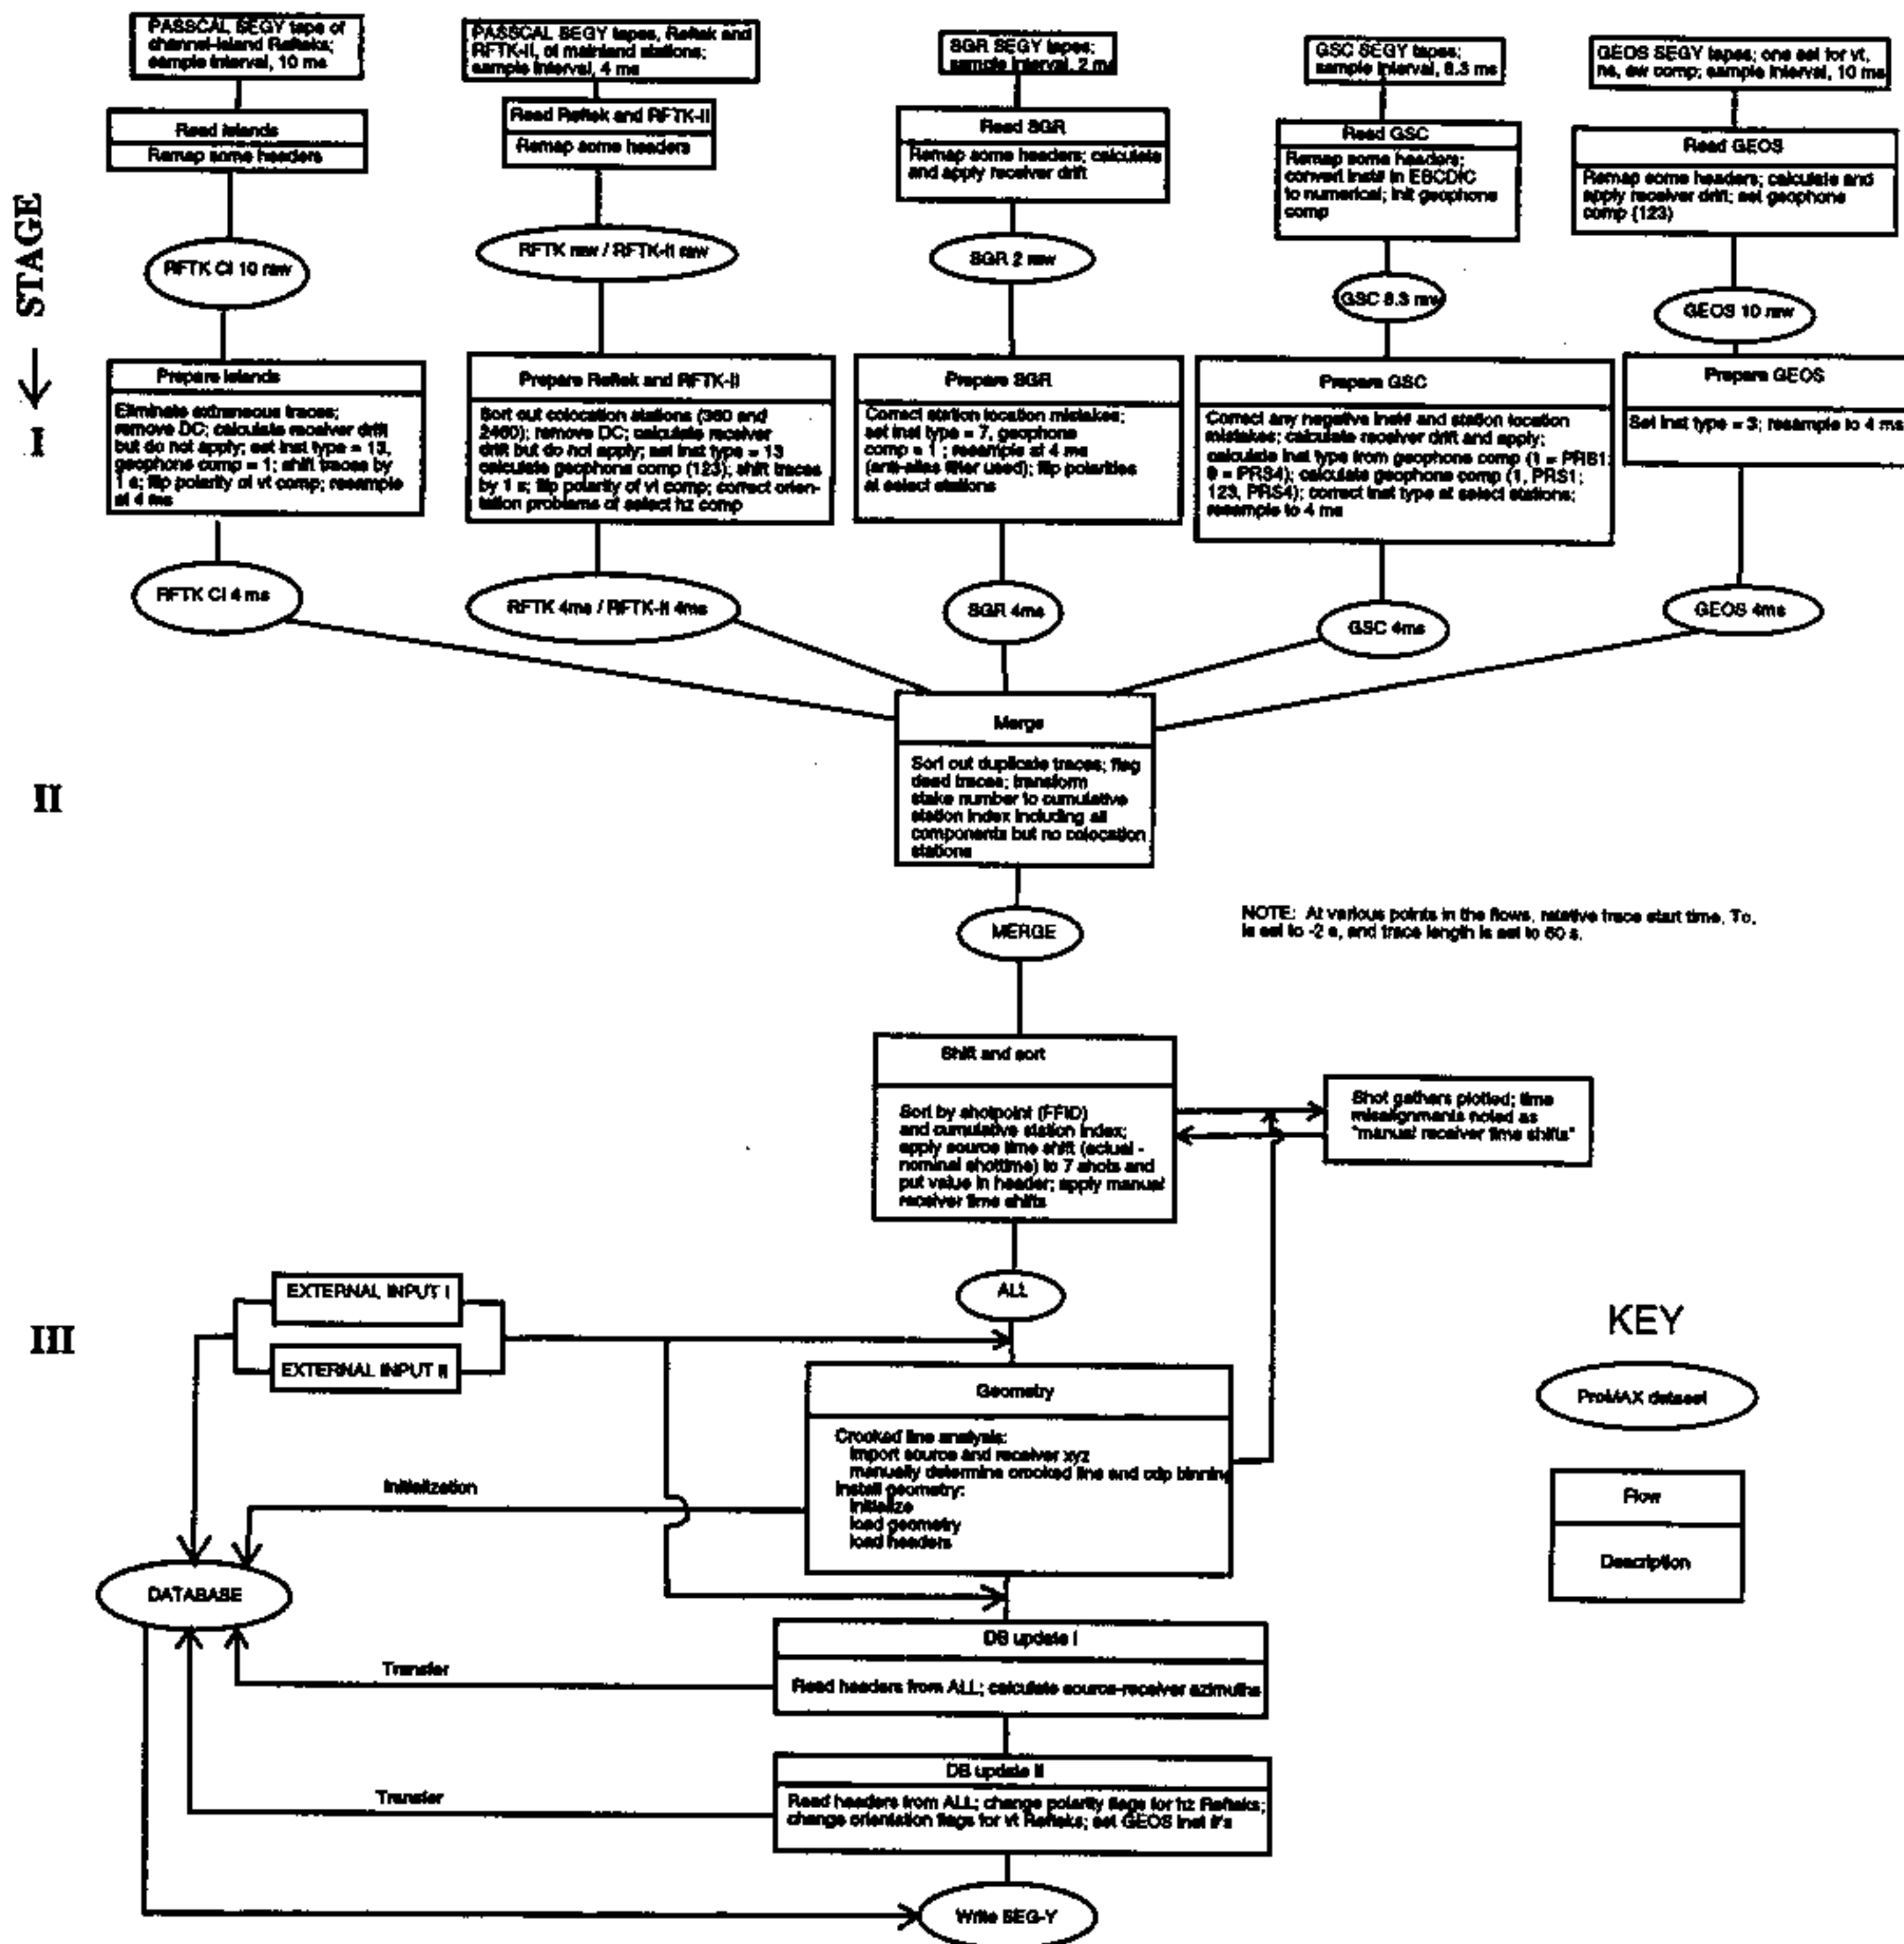 PASSCAL SEGY tape of
channel-island Refteks;
sample interval, 10 ms
PASSCAL SEGY tapes, Reftek and
RFTK-II, of mainland stations;
sample interval, 4 ms
SGR SEGY tapes;
sample interval, 2 ms
GSC SEGY tapes;
sample interval, 8.3 ms
GEOS SEGY tapes; one set for vt,
ns, ew comp; sample interval, 10 ms
Read islands
Remap some headers
Read Reftek and RFTK-II
Remap some headers
Read SGR
Remap some headers; calculate
and apply receiver drift
Read GSC
Remap some headers;
convert inst# in EBCDIC
to numerical; init geophone
comp
Read GEOS
Remap some headers; calculate and
apply receiver drift; set geophone
comp (123)
STAGE
RFTK CI 10 raw
RFTK raw / RFTK-II raw
SGR 2 raw
GSC 8.3 raw
GEOS 10 raw
I
Prepare islands
Eliminate extraneous traces;
remove DC; calculate receiver drift
but do not apply; set inst type = 13,
geophone comp = 1; shift traces by
1 s; flip polarity of vt comp; resample
at 4 ms
Prepare Reftek and RFTK-II
Sort out colocation stations (360 and
2460); remove DC; calculate receiver
drift but do not apply; set inst type = 13
calculate geophone comp (123); shift traces
by 1 s; flip polarity of vt comp; correct orien-
tation problems of select hz comp
Prepare SGR
Correct station location mistakes;
set inst type = 7, geophone
comp = 1 ; resample at 4 ms
(anti-alias filter used); flip polarities
at select stations
Prepare GSC
Correct any negative inst# and station location
mistakes; calculate receiver drift and apply;
calculate inst type from geophone comp (1 = PRS1;
9 = PRS4); calculate geophone comp (1, PRS1;
123, PRS4); correct inst type at select stations;
resample to 4 ms
Prepare GEOS
Set inst type = 3; resample to 4 ms
RFTK CI 4 ms
RFTK 4ms / RFTK-II 4ms
SGR 4ms
GSC 4ms
GEOS 4ms
II
Merge
Sort out duplicate traces; flag
dead traces; transform
stake number to cumulative
station index including all
components but no colocation
stations
MERGE
NOTE: At various points in the flows, relative trace start time, To,
is set to -2 s, and trace length is set to 60 s.
Shift and sort
Sort by shotpoint (FFID)
and cumulative station index;
apply source time shift (actual -
nominal shottime) to 7 shots and
put value in header; apply manual
receiver time shifts
Shot gathers plotted; time
misalignments noted as
"manual receiver time shifts"
ALL
III
EXTERNAL INPUT I
EXTERNAL INPUT II
Geometry
Crooked line analysis:
import source and receiver xyz
manually determine crooked line and cdp binning
Install geometry:
initialize
load geometry
load headers
Initialization
DATABASE
KEY
ProMAX dataset
Flow
Description
DB update I
Read headers from ALL; calculate source-receiver azimuths
Transfer
DB update II
Read headers from ALL; change polarity flags for hz Refteks;
change orientation flags for vt Refteks; set GEOS inst #'s
Transfer
Write SEG-Y